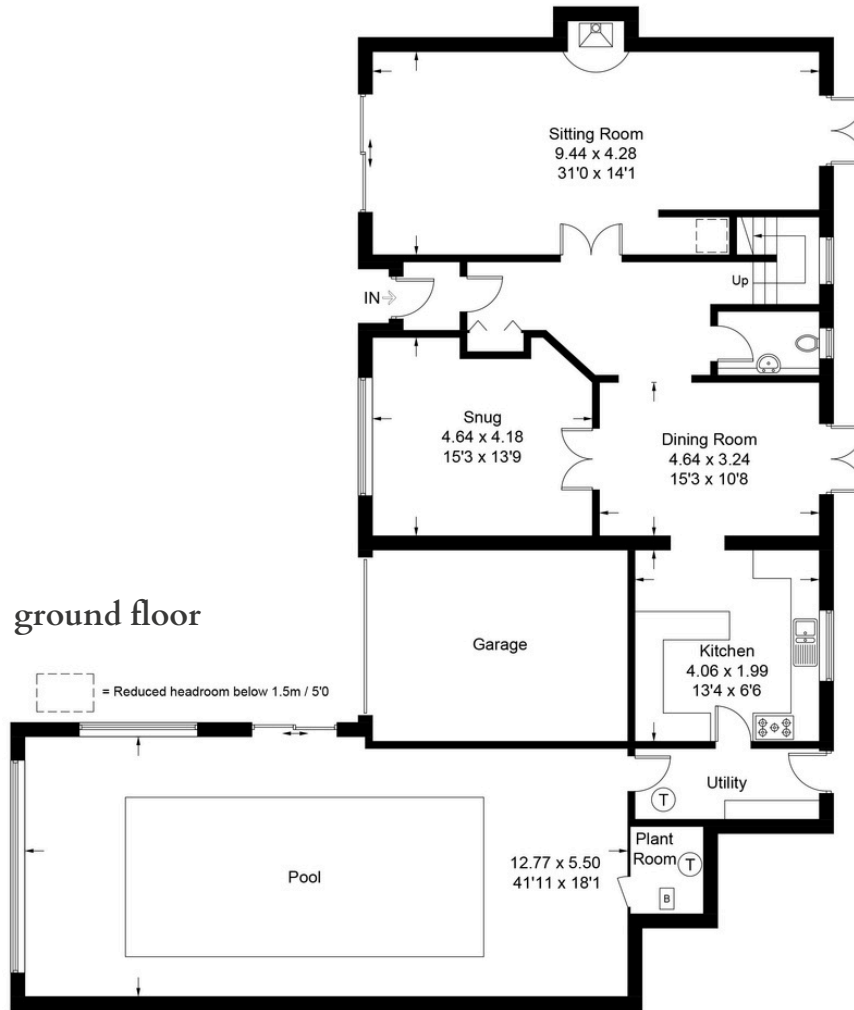 Sitting Room
9.44 x 4.28
31'0 x 14'1
Up
IN
Snug
4.64 x 4.18
15'3 x 13'9
Dining Room
4.64 x 3.24
15'3 x 10'8
ground floor
Garage
Kitchen
4.06 x 1.99
13'4 x 6'6
= Reduced headroom below 1.5m / 5'0
Utility
T
Plant
Room
T
B
12.77 x 5.50
41'11 x 18'1
Pool